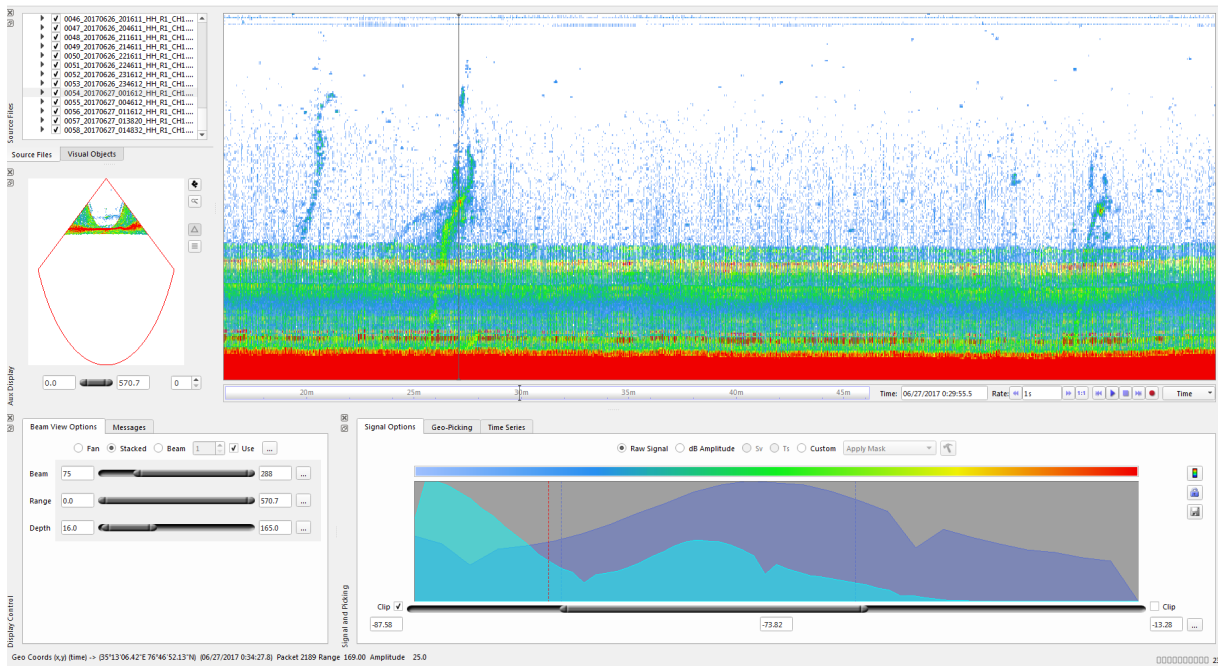 0046_20170626_201611_HH_R1_CH1....
0047_20170626_204611_HH_R1_CH1....
0048_20170626_211611_HH_R1_CH1....
0049_20170626_214611_HH_R1_CH1....
0050_20170626_221611_HH_R1_CH1....
0051_20170626_224611_HH_R1_CH1....
0052_20170626_231612_HH_R1_CH1....
0053_20170626_234612_HH_R1_CH1....
0054_20170627_001612_HH_R1_CH1....
0055_20170627_004612_HH_R1_CH1....
0056_20170627_011612_HH_R1_CH1....
0057_20170627_013820_HH_R1_CH1....
0058_20170627_014832_HH_R1_CH1....
Source Files
Source Files Visual Objects
Aux Display
0.0 570.7 0
20m 25m 30m 35m 40m 45m Time: 06/27/2017 0:29:55.5 Rate: 1s 1:1 Time
Beam View Options Messages
Fan Stacked Beam 1 Use ...
Beam 75 288 ...
Range 0.0 570.7 ...
Depth 16.0 165.0 ...
Display Control
Signal Options Geo-Picking Time Series
Raw Signal dB Amplitude Sv Ts Custom Apply Mask
Clip Clip
-87.58 -73.82 -13.28 ...
Signal and Picking
Geo Coords (x,y) (time) -> (35°13'06.42"E 76°46'52.13"N) (06/27/2017 0:34:27.8) Packet 2189 Range 169.00 Amplitude 25.0